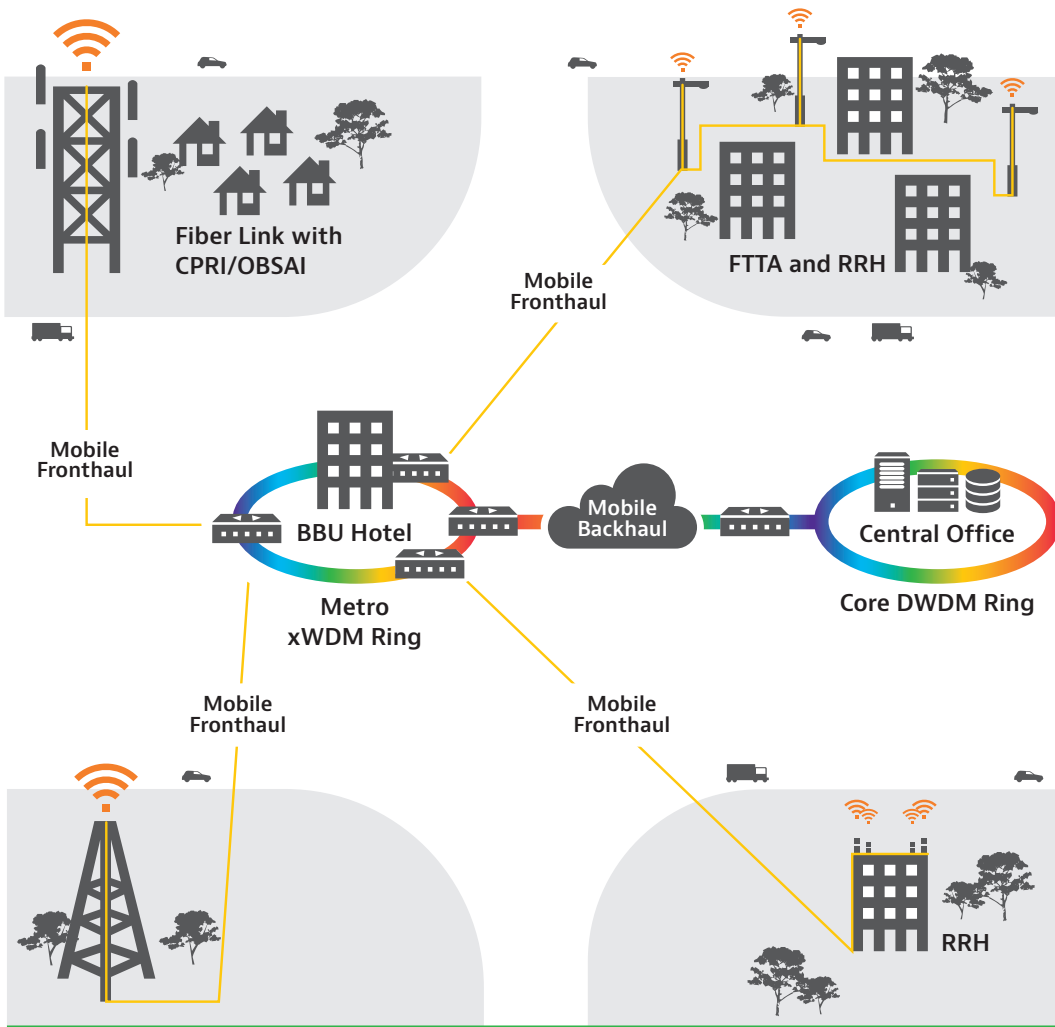 Fiber Link with
CPRI/OBSAI
FTTA and RRH
Mobile
Fronthaul
Mobile
Fronthaul
BBU Hotel
Mobile
Backhaul
Central Office
Metro
xWDM Ring
Core DWDM Ring
Mobile
Fronthaul
Mobile
Fronthaul
RRH